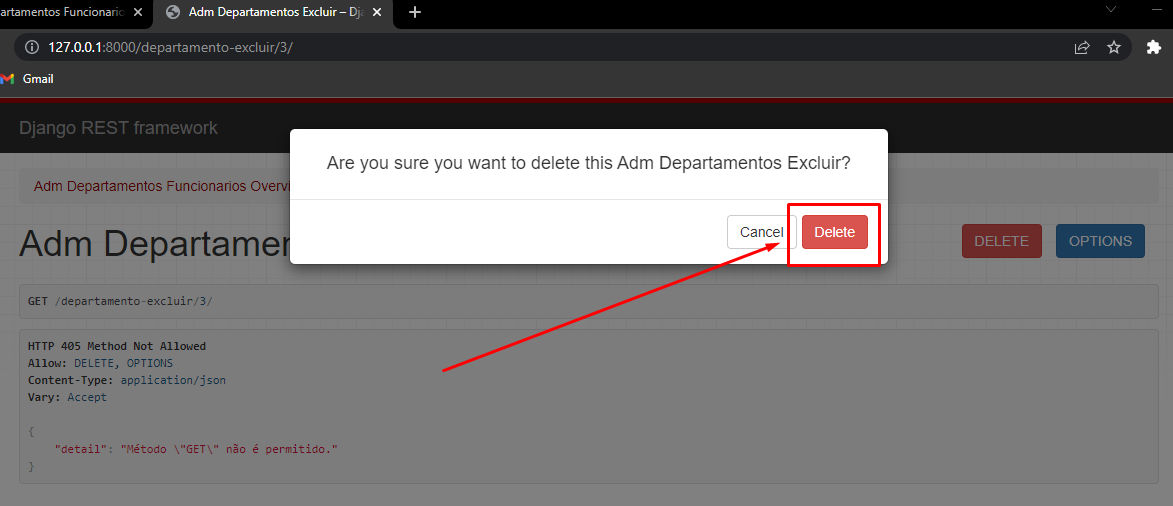 artamentos Funcionario
Adm Departamentos Excluir – Dj
127.0.0.1:8000/departamento-excluir/3/
Gmail
Django REST framework
Are you sure you want to delete this Adm Departamentos Excluir?
Cancel
Delete
Adm Departamentos Funcionarios Overvi
Adm Departamen
DELETE
OPTIONS
GET /departamento-excluir/3/
HTTP 405 Method Not Allowed
Allow: DELETE, OPTIONS
Content-Type: application/json
Vary: Accept
{
"detail": "Método \"GET\" não é permitido."
}